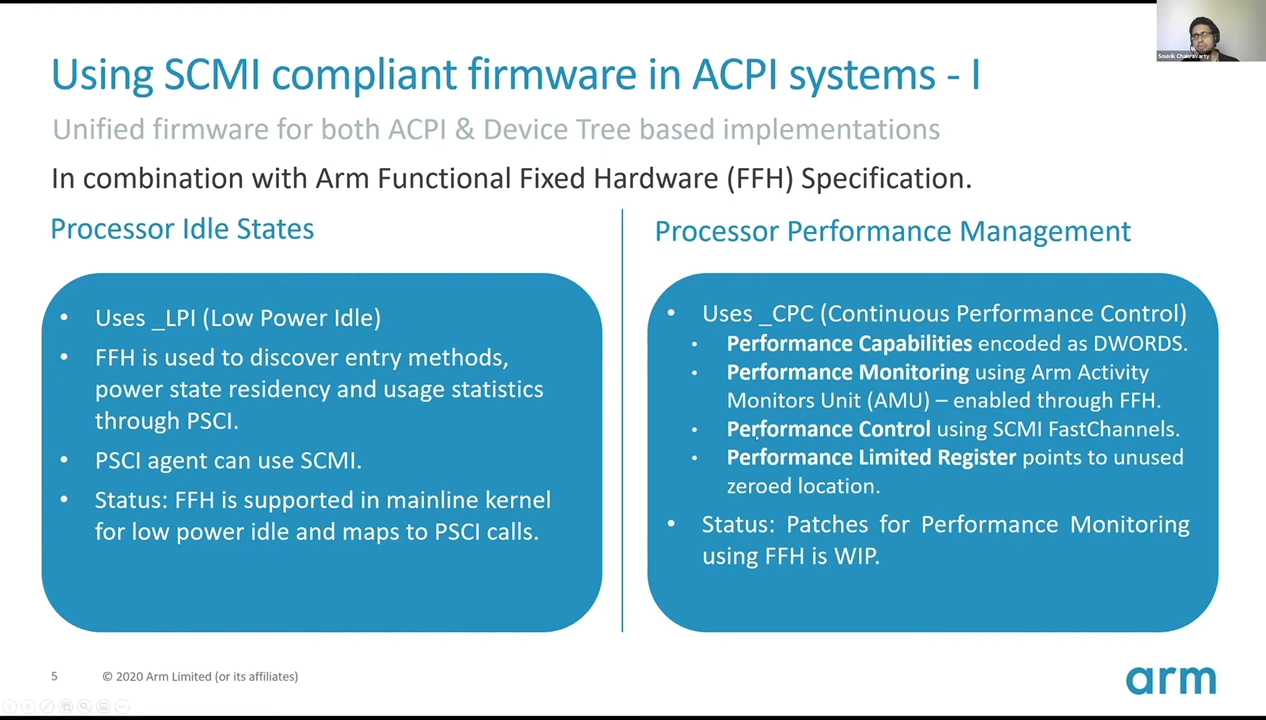 Using SCMI compliant firmware in ACPI systems - I
Souvik Chakravarty
Unified firmware for both ACPI & Device Tree based implementations
In combination with Arm Functional Fixed Hardware (FFH) Specification.
Processor Idle States
• Uses _LPI (Low Power Idle)
• FFH is used to discover entry methods,
power state residency and usage statistics
through PSCI.
• PSCI agent can use SCMI.
• Status: FFH is supported in mainline kernel
for low power idle and maps to PSCI calls.
Processor Performance Management
• Uses _CPC (Continuous Performance Control)
• Performance Capabilities encoded as DWORDS.
• Performance Monitoring using Arm Activity
Monitors Unit (AMU) – enabled through FFH.
• Performance Control using SCMI FastChannels.
• Performance Limited Register points to unused
zeroed location.
• Status: Patches for Performance Monitoring
using FFH is WIP.
5 © 2020 Arm Limited (or its affiliates)
arm